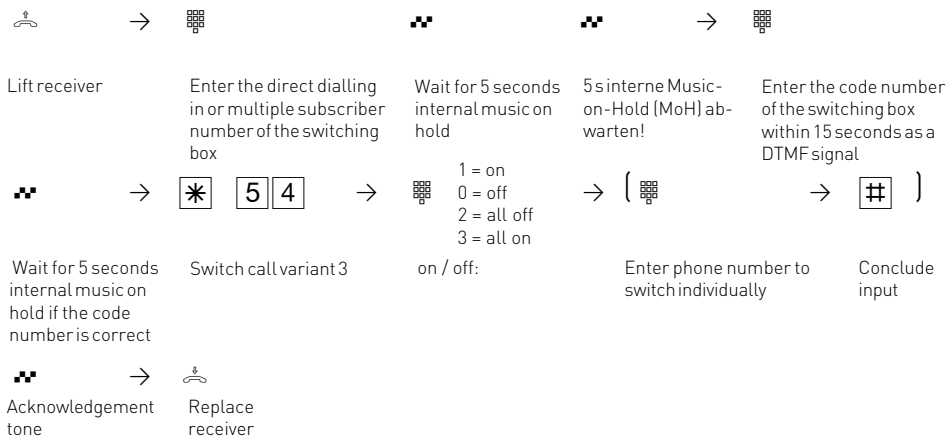 Lift receiver
Enter the direct dialling
in or multiple subscriber
number of the switching
box
Wait for 5 seconds
internal music on
hold
5 s interne Music-
on-Hold (MoH) ab-
warten!
Enter the code number
of the switching box
within 15 seconds as a
DTMF signal
* 5 4
1 = on
0 = off
2 = all off
3 = all on
( # )
Wait for 5 seconds
internal music on
hold if the code
number is correct
Switch call variant 3
on / off:
Enter phone number to
switch individually
Conclude
input
Acknowledgement
tone
Replace
receiver